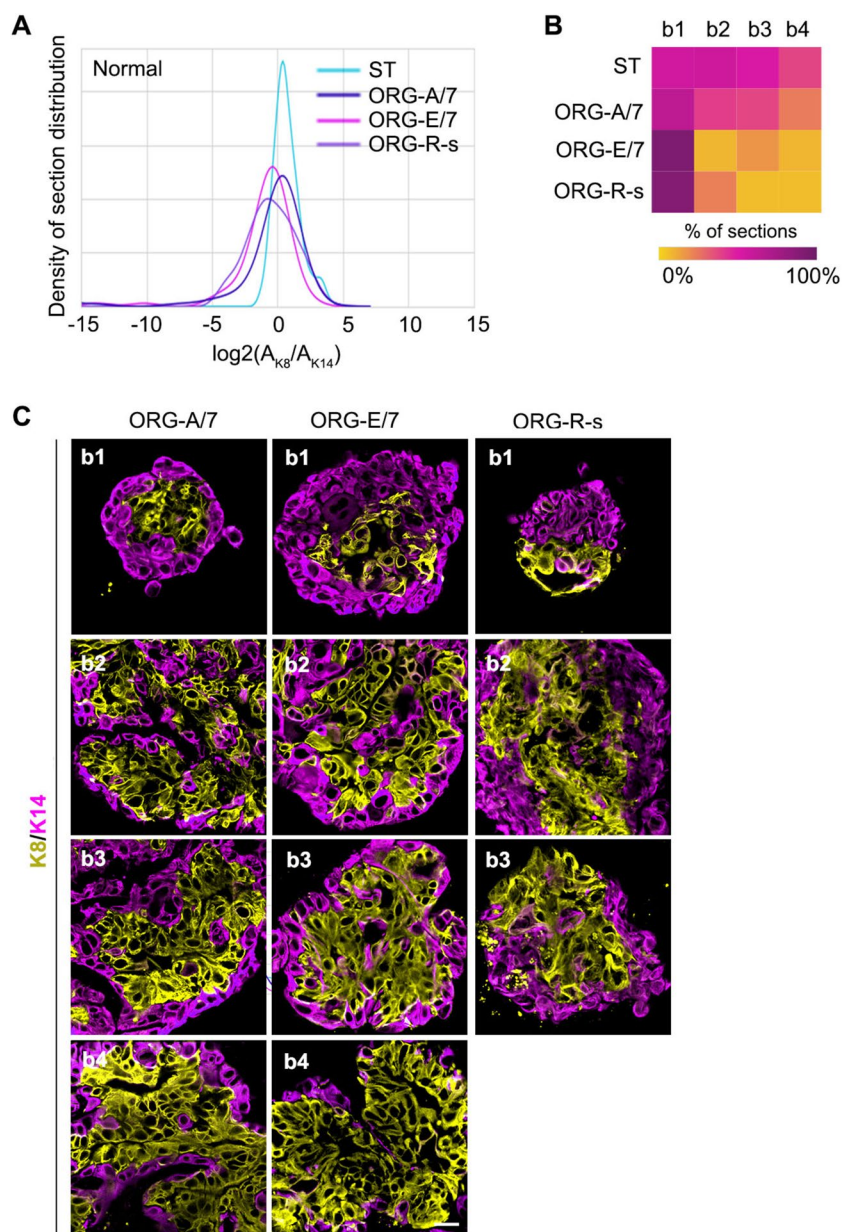 A
Normal
ST
ORG-A/7
ORG-E/7
ORG-R-s
Density of section distribution
-15 -10 -5 0 5 10 15
log2(A_K8/A_K14)
B
b1 b2 b3 b4
ST
ORG-A/7
ORG-E/7
ORG-R-s
% of sections
0% 100%
C
ORG-A/7 ORG-E/7 ORG-R-s
K8/K14
b1 b1 b1
b2 b2 b2
b3 b3 b3
b4 b4